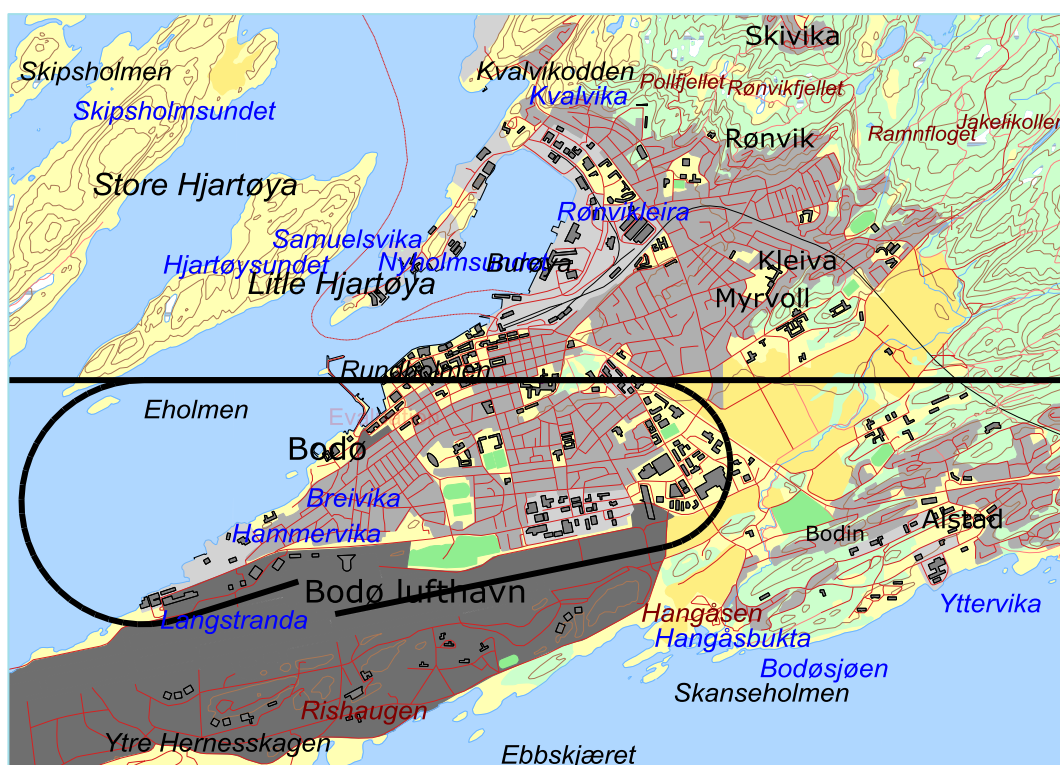 Skivika
Skipsholmen
Kvalvikodden
Pollfjellet
Rønvikfjellet
Kvalvika
Skipsholmsundet
Jakelikollen
Ramnfloget
Rønvik
Store Hjartøya
Rønvikleira
Samuelsvika
Hjartøysundet
Nyholmsundet
Burøya
Kleiva
Litle Hjartøya
Myrvoll
Rundholmen
Eholmen
Bodø
Breivika
Hammervika
Alstad
Bodin
Bodø lufthavn
Langstranda
Hangåsen
Yttervika
Hangåsbukta
Bodøsjøen
Skanseholmen
Rishaugen
Ytre Hernesskagen
Ebbskjæret